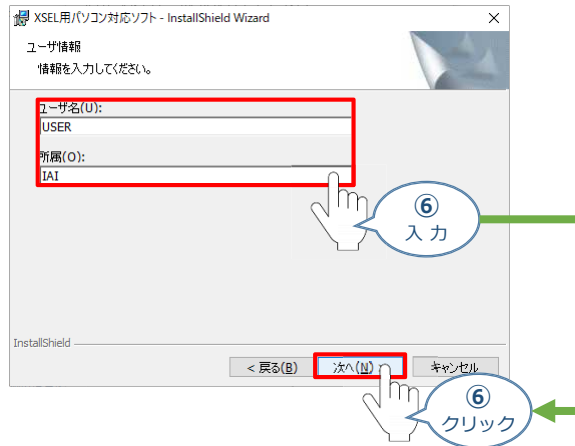 XSEL用パソコン対応ソフト - InstallShield Wizard
ユーザ情報
情報を入力してください。
ユーザ名(U):
USER
所属(O):
IAI
⑥
入力
InstallShield
< 戻る(B)
次へ(N) >
キャンセル
⑥
クリック